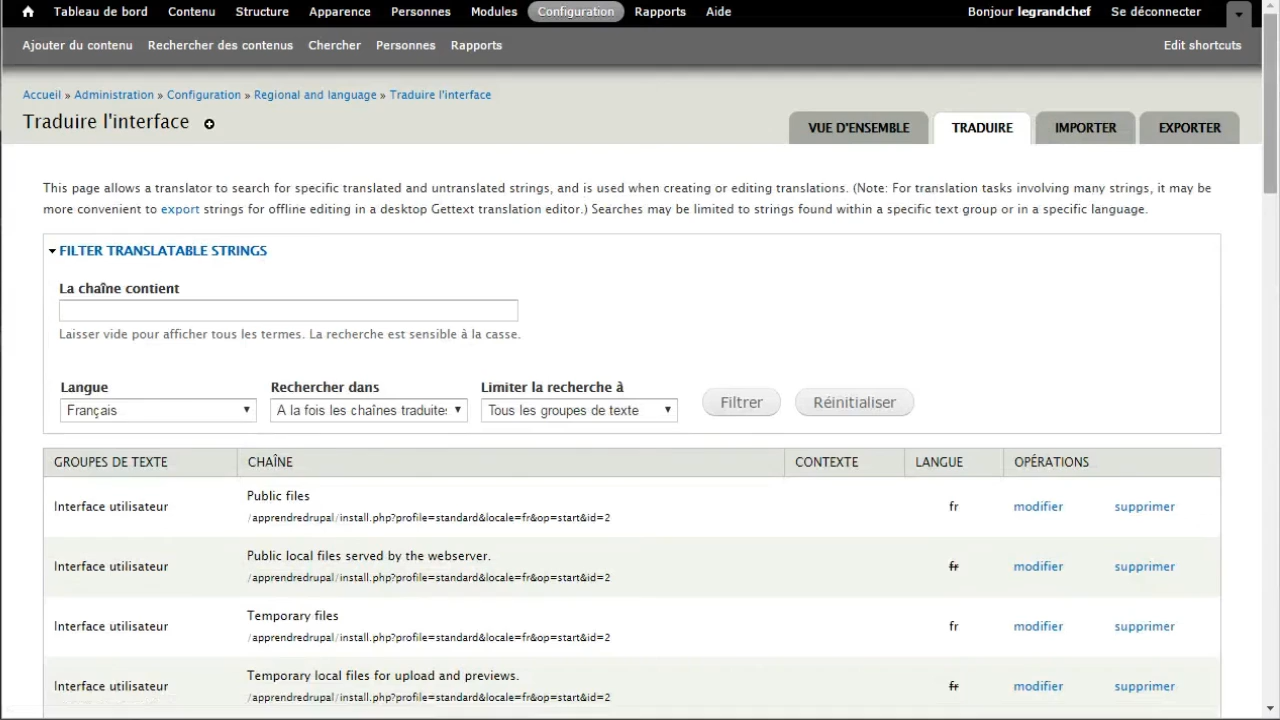 Tableau de bord Contenu Structure Apparence Personnes Modules Configuration Rapports Aide Bonjour legrandchef Se déconnecter
Ajouter du contenu Rechercher des contenus Chercher Personnes Rapports Edit shortcuts
Accueil » Administration » Configuration » Regional and language » Traduire l'interface
Traduire l'interface
VUE D'ENSEMBLE TRADUIRE IMPORTER EXPORTER
This page allows a translator to search for specific translated and untranslated strings, and is used when creating or editing translations. (Note: For translation tasks involving many strings, it may be
more convenient to export strings for offline editing in a desktop Gettext translation editor.) Searches may be limited to strings found within a specific text group or in a specific language.
FILTER TRANSLATABLE STRINGS
La chaîne contient
Laisser vide pour afficher tous les termes. La recherche est sensible à la casse.
Langue Rechercher dans Limiter la recherche à
Français A la fois les chaînes traduite: Tous les groupes de texte Filtrer Réinitialiser
GROUPES DE TEXTE CHAÎNE CONTEXTE LANGUE OPÉRATIONS
Public files
Interface utilisateur fr modifier supprimer
/apprendredrupal/install.php?profile=standard&locale=fr&op=start&id=2
Public local files served by the webserver.
Interface utilisateur fr modifier supprimer
/apprendredrupal/install.php?profile=standard&locale=fr&op=start&id=2
Temporary files
Interface utilisateur fr modifier supprimer
/apprendredrupal/install.php?profile=standard&locale=fr&op=start&id=2
Temporary local files for upload and previews.
Interface utilisateur fr modifier supprimer
/apprendredrupal/install.php?profile=standard&locale=fr&op=start&id=2